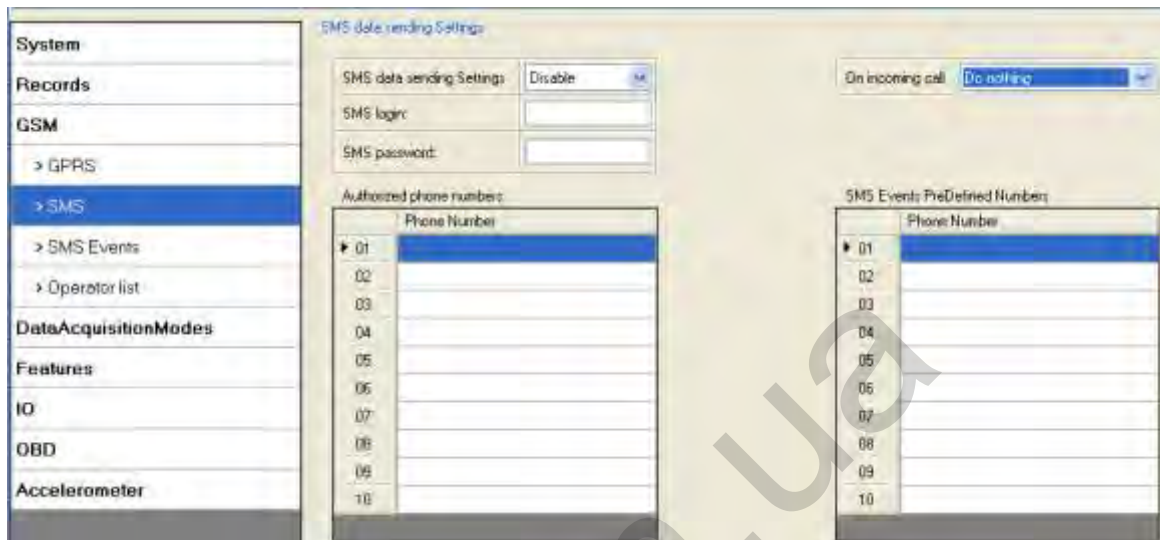 System
Records
GSM
> GPRS
> SMS
> SMS Events
> Operator list
DataAcquisitionModes
Features
IO
OBD
Accelerometer
SMS data sending Settings
SMS data sending Settings Disable
SMS login:
SMS password:
On incoming call Do nothing
Authorized phone numbers:
Phone Number
01
02
03
04
05
06
07
08
09
10
SMS Events PreDefined Numbers
Phone Number
01
02
03
04
05
06
07
08
09
10
.ua